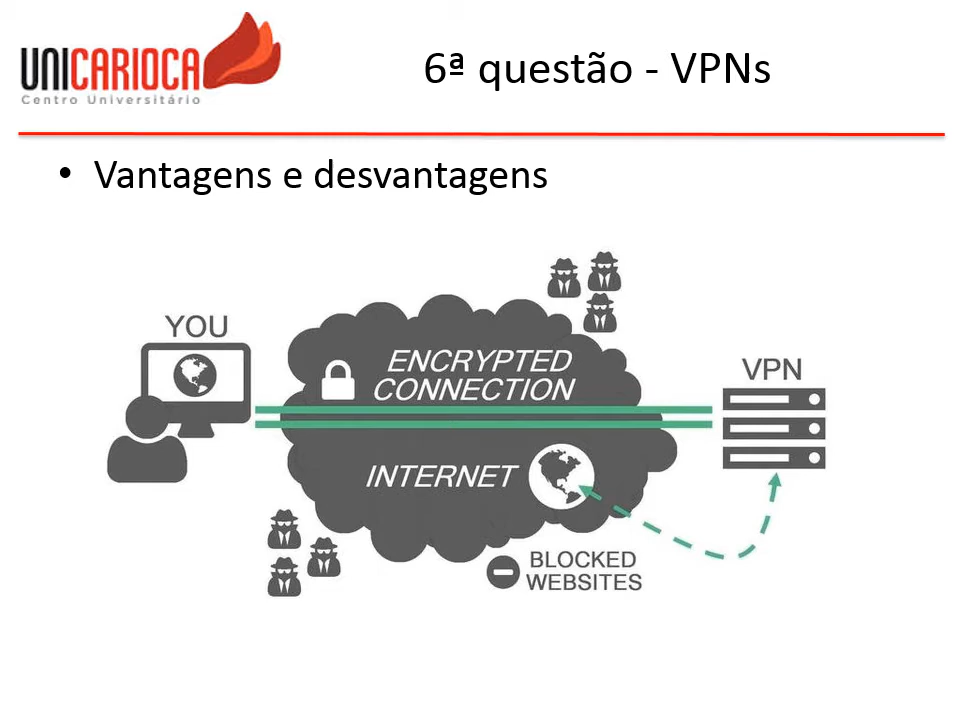 UNICARIOCA
Centro Universitário
6ª questão - VPNs
• Vantagens e desvantagens
YOU
ENCRYPTED
CONNECTION
VPN
INTERNET
BLOCKED
WEBSITES